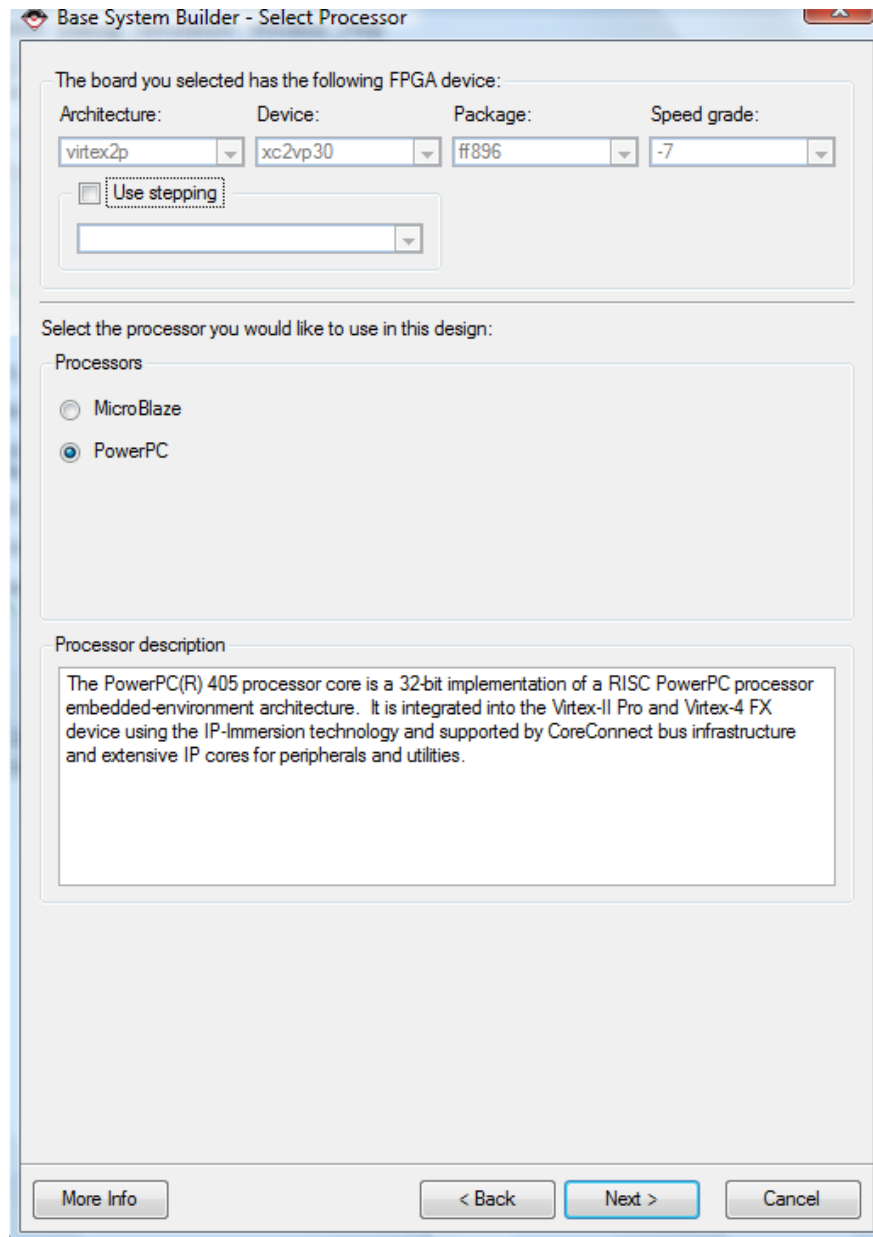 Base System Builder - Select Processor
The board you selected has the following FPGA device:
Architecture: Device: Package: Speed grade:
virtex2p xc2vp30 ff896 -7
Use stepping
Select the processor you would like to use in this design:
Processors
MicroBlaze
PowerPC
Processor description
The PowerPC(R) 405 processor core is a 32-bit implementation of a RISC PowerPC processor
embedded-environment architecture. It is integrated into the Virtex-II Pro and Virtex-4 FX
device using the IP-Immersion technology and supported by CoreConnect bus infrastructure
and extensive IP cores for peripherals and utilities.
More Info < Back Next > Cancel